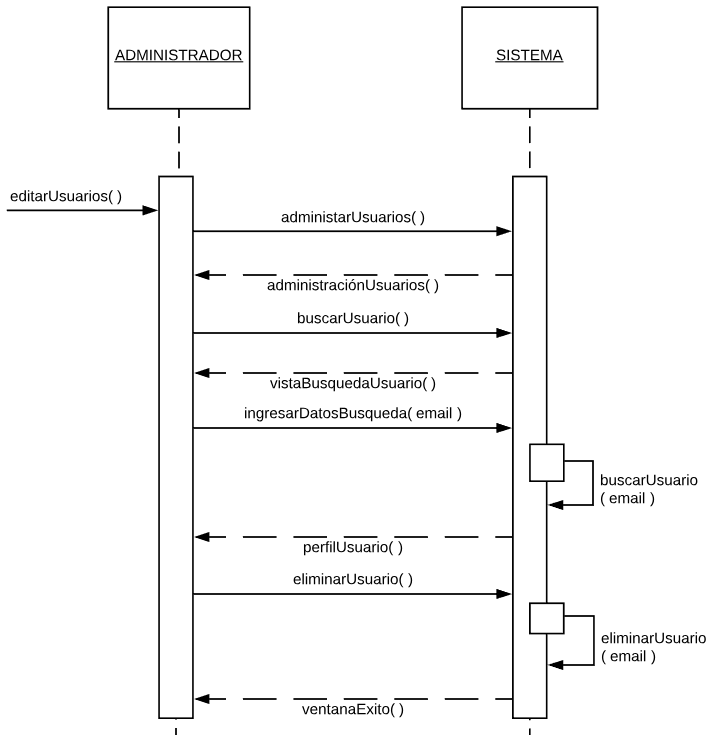 ADMINISTRADOR
SISTEMA
editarUsuarios( )
administarUsuarios( )
administraciónUsuarios( )
buscarUsuario( )
vistaBusquedaUsuario( )
ingresarDatosBusqueda( email )
buscarUsuario
( email )
perfilUsuario( )
eliminarUsuario( )
eliminarUsuario
( email )
ventanaExito( )